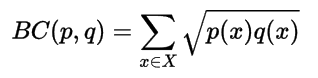 BC(p, q) = ∑_{x∈X} √(p(x)q(x))